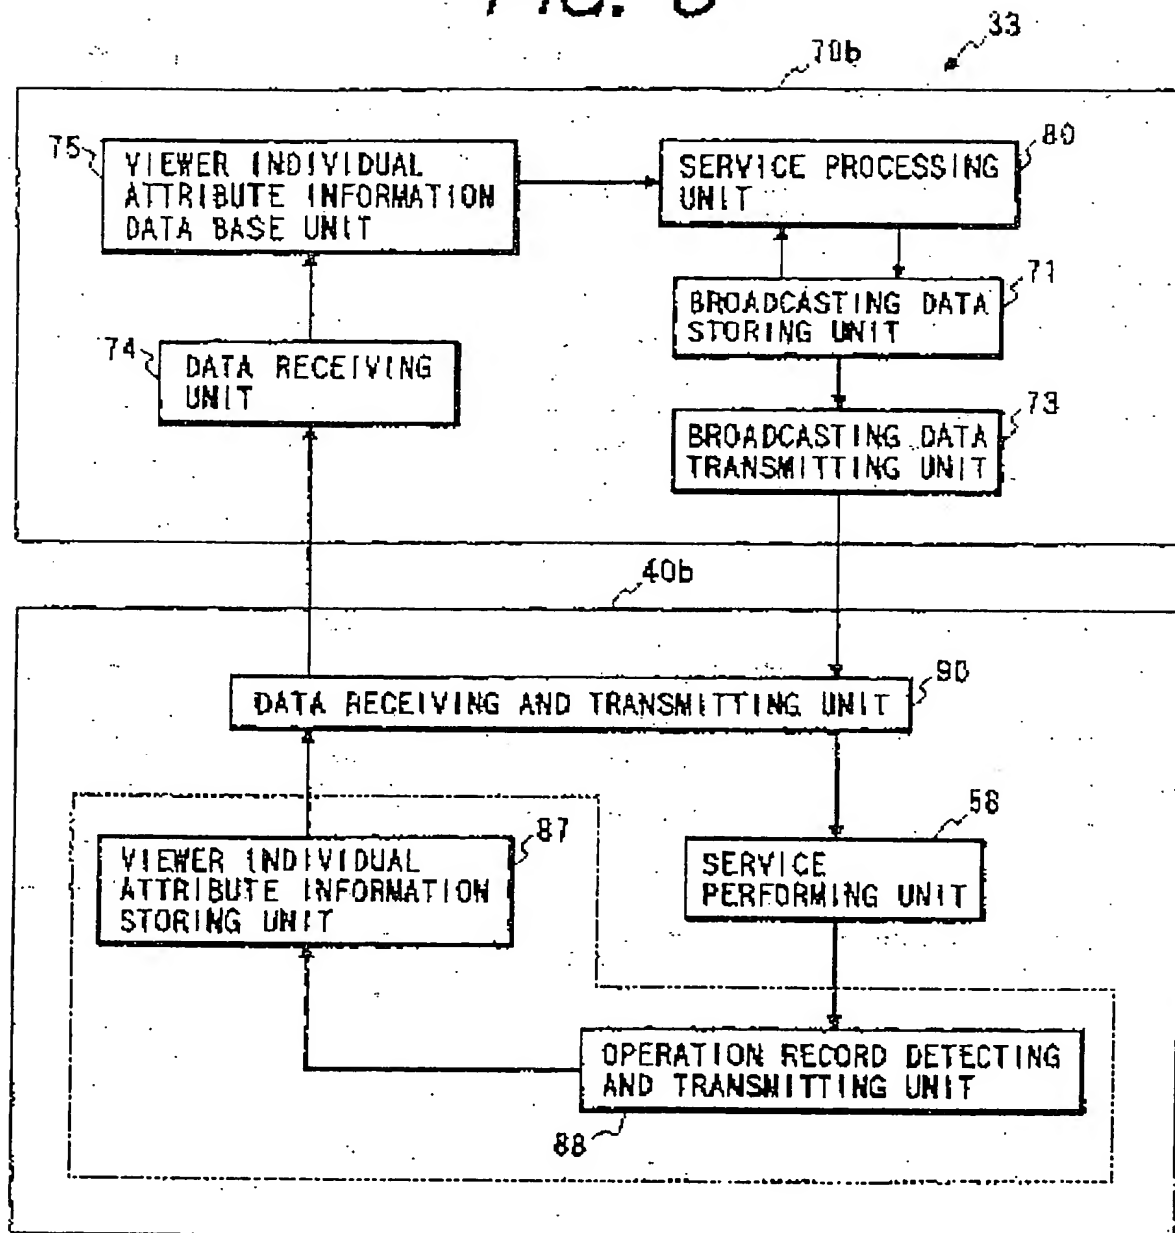 33
70b
75
VIEWER INDIVIDUAL
ATTRIBUTE INFORMATION
DATA BASE UNIT
80
SERVICE PROCESSING
UNIT
71
BROADCASTING DATA
STORING UNIT
74
DATA RECEIVING
UNIT
73
BROADCASTING DATA
TRANSMITTING UNIT
40b
90
DATA RECEIVING AND TRANSMITTING UNIT
87
VIEWER INDIVIDUAL
ATTRIBUTE INFORMATION
STORING UNIT
58
SERVICE
PERFORMING UNIT
OPERATION RECORD DETECTING
AND TRANSMITTING UNIT
88